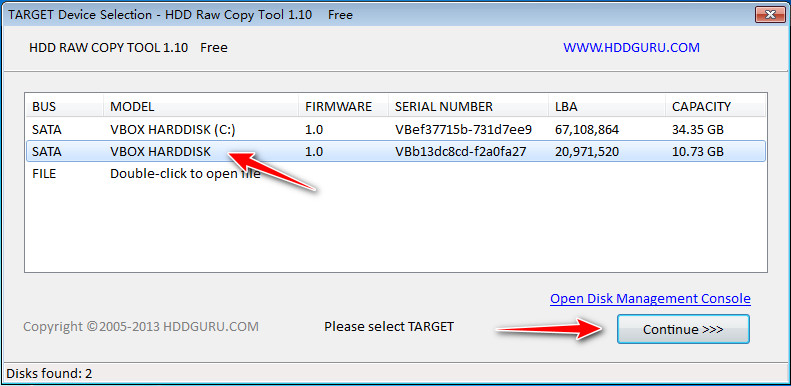 TARGET Device Selection - HDD Raw Copy Tool 1.10 Free
HDD RAW COPY TOOL 1.10 Free WWW.HDDGURU.COM
BUS MODEL FIRMWARE SERIAL NUMBER LBA CAPACITY
SATA VBOX HARDDISK (C:) 1.0 VBef37715b-731d7ee9 67,108,864 34.35 GB
SATA VBOX HARDDISK 1.0 VBb13dc8cd-f2a0fa27 20,971,520 10.73 GB
FILE Double-click to open file
Open Disk Management Console
Copyright ©2005-2013 HDDGURU.COM Please select TARGET Continue >>>
Disks found: 2